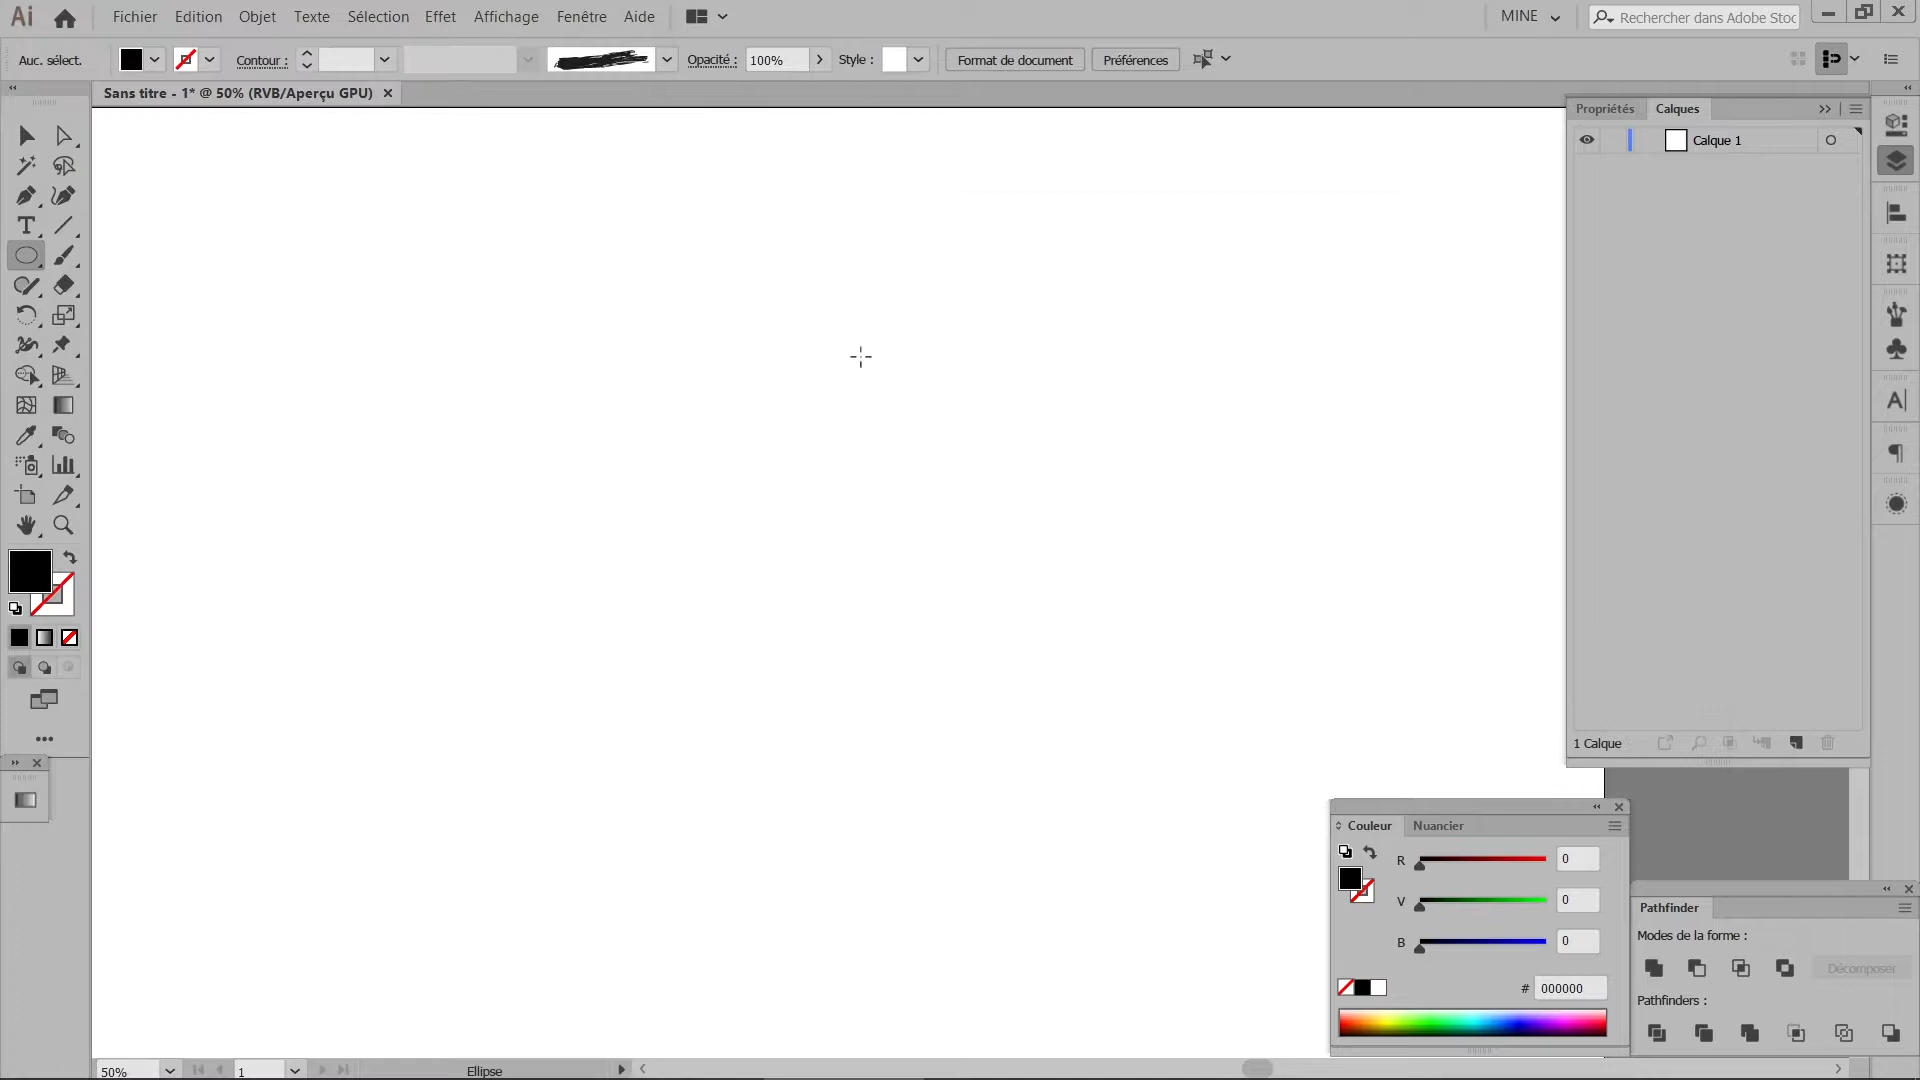 Ai
Fichier Edition Objet Texte Sélection Effet Affichage Fenêtre Aide
MINE
Rechercher dans Adobe Stoc
Auc. sélect.
Contour :
Opacité : 100%
Style :
Format de document
Préférences
Sans titre - 1* @ 50% (RVB/Aperçu GPU)
Propriétés Calques
Calque 1
1 Calque
Couleur Nuancier
R 0
V 0
B 0
# 000000
Pathfinder
Modes de la forme :
Décomposer
Pathfinders :
50% 1 Ellipse